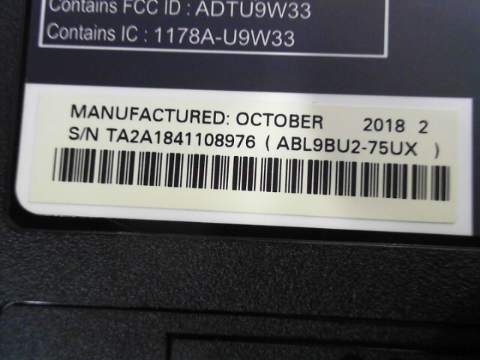 Contains FCC ID : ADTU9W33
Contains IC : 1178A-U9W33
MANUFACTURED: OCTOBER 2018 2
S/N TA2A1841108976 ( ABL9BU2-75UX )